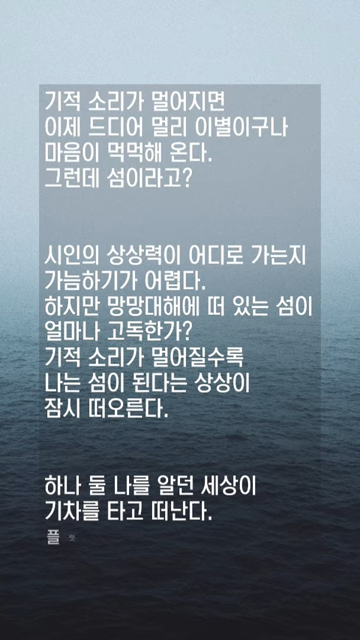 기적 소리가 멀어지면
이제 드디어 멀리 이별이구나
마음이 먹먹해 온다.
그런데 섬이라고?
시인의 상상력이 어디로 가는지
가늠하기가 어렵다.
하지만 망망대해에 떠 있는 섬이
얼마나 고독한가?
기적 소리가 멀어질수록
나는 섬이 된다는 상상이
잠시 떠오른다.
하나 둘 나를 알던 세상이
기차를 타고 떠난다.
플